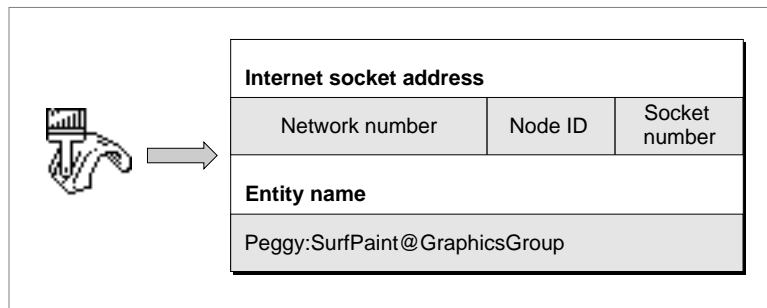 Internet socket address
Network number
Node ID
Socket
number
Entity name
Peggy:SurfPaint@GraphicsGroup